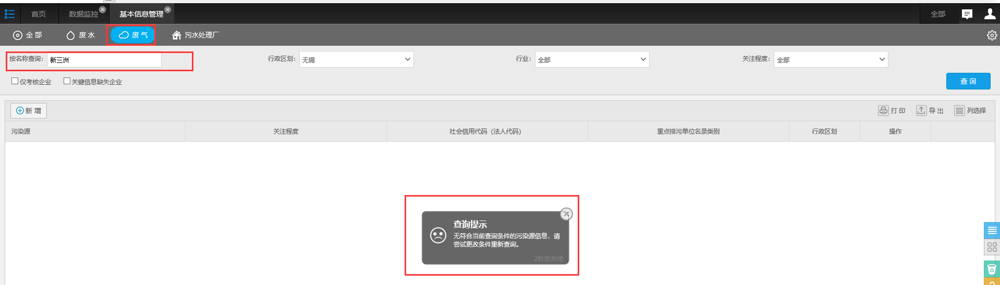 首页 数据监控 基本信息管理 全部
全 部 废 水 废 气 污水处理厂
按名称查询: 新三洲 行政区划: 无锡 行业: 全部 关注程度: 全部
仅考核企业 关键信息缺失企业 查 询
新 增 打 印 导 出 列选择
污染源 关注程度 社会信用代码（法人代码） 重点排污单位名录类别 行政区划 操作
查询提示
无符合当前查询条件的污染源信息，请
尝试更改条件重新查询。
2秒后关闭